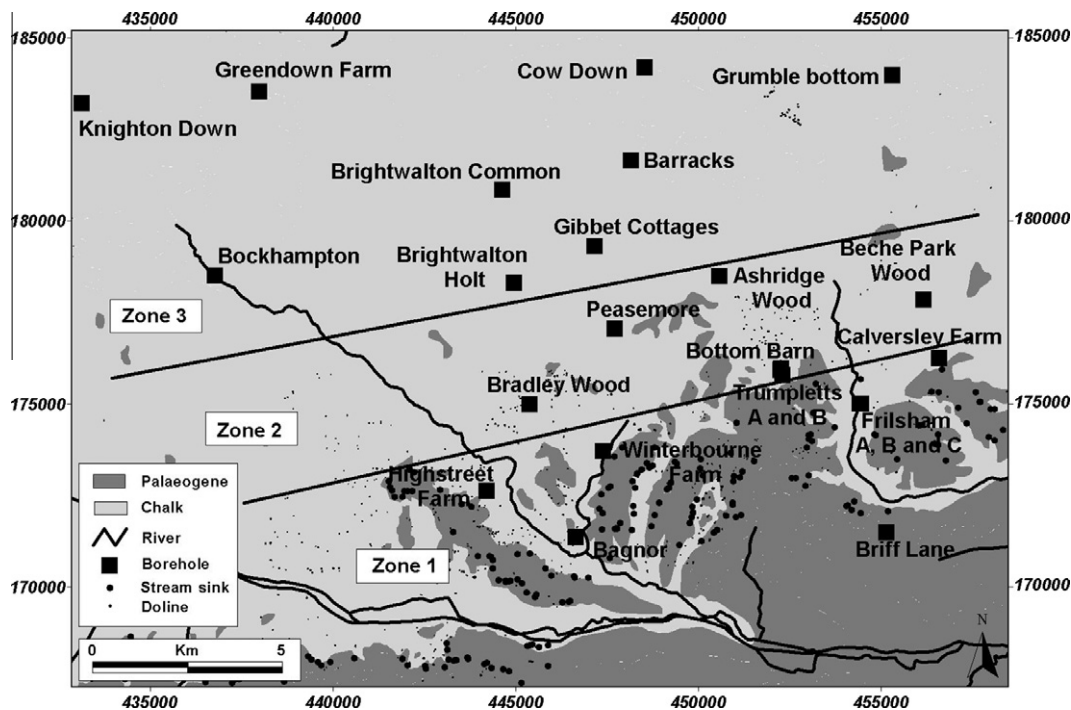 435000 440000 445000 450000 455000
185000 185000
Greendown Farm
Cow Down
Grumble bottom
Knighton Down
Barracks
Brightwalton Common
180000 180000
Gibbet Cottages
Bockhampton
Brightwalton
Holt
Beche Park
Wood
Ashridge
Wood
Zone 3
Peasemore
Calversley Farm
Bottom Barn
Bradley Wood
175000 175000
Trumpletts
A and B
Frilsham
A, B and C
Zone 2
Winterbourne
Farm
Highstreet
Farm
Palaeogene
Chalk
River
Borehole
Stream sink
Doline
Bagnor
Briff Lane
Zone 1
170000 170000
N
0 Km 5
435000 440000 445000 450000 455000